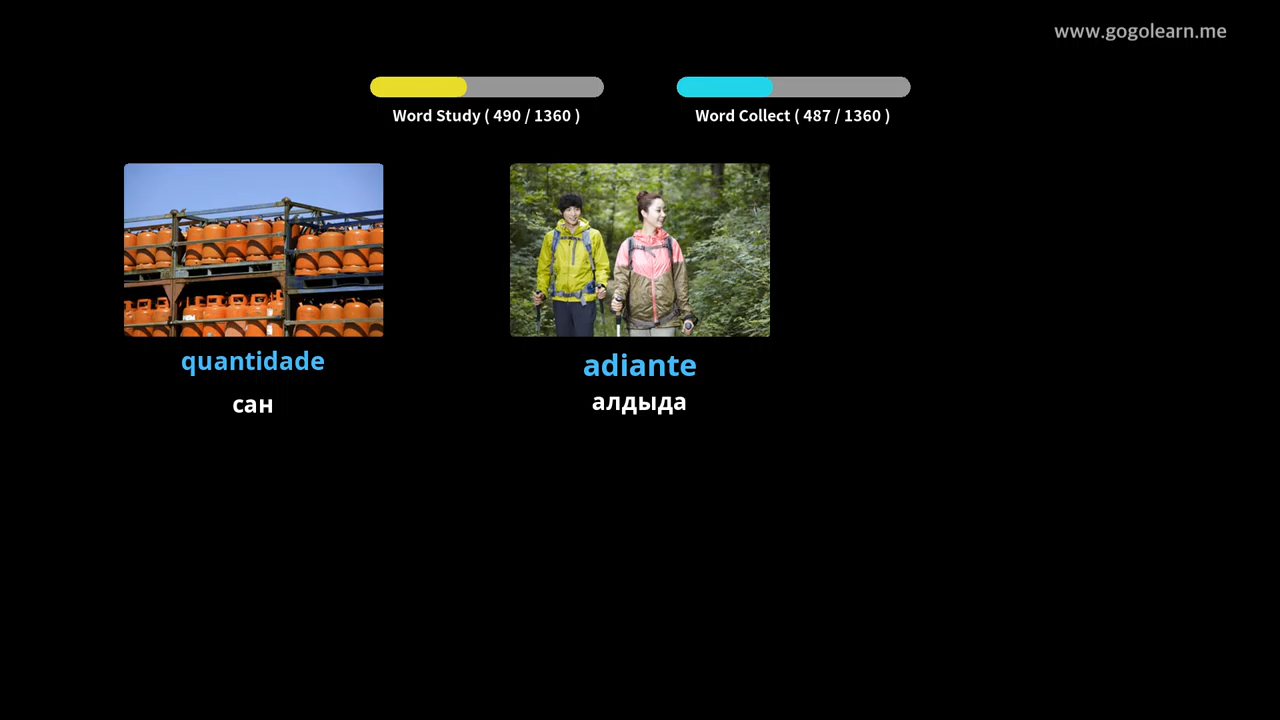 www.gogolearn.me
Word Study ( 490 / 1360 )
Word Collect ( 487 / 1360 )
quantidade
сан
adiante
алдыда